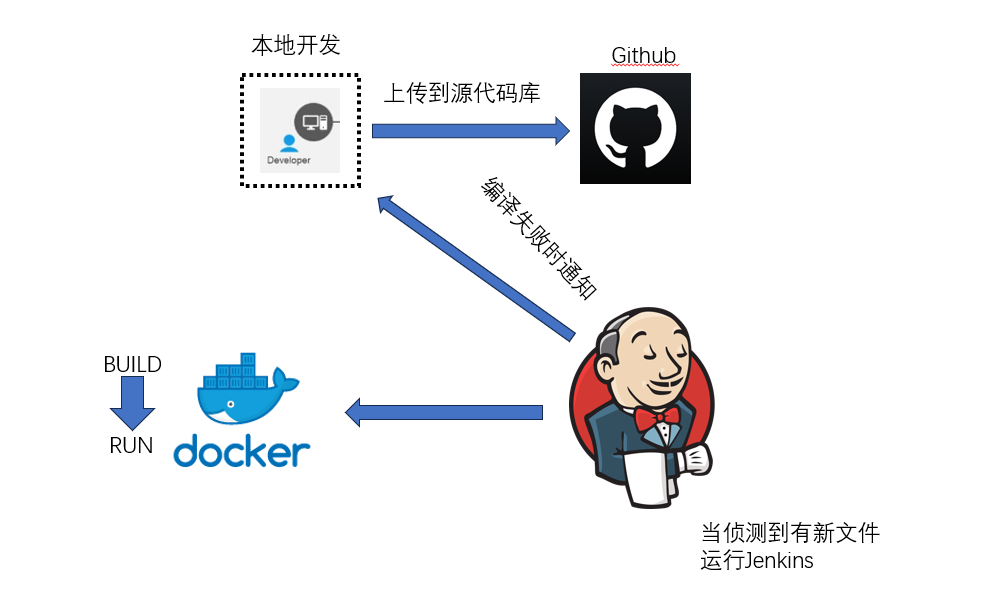 本地开发
Github
上传到源代码库
Developer
编译失败时通知
BUILD
RUN
docker
当侦测到有新文件
运行Jenkins